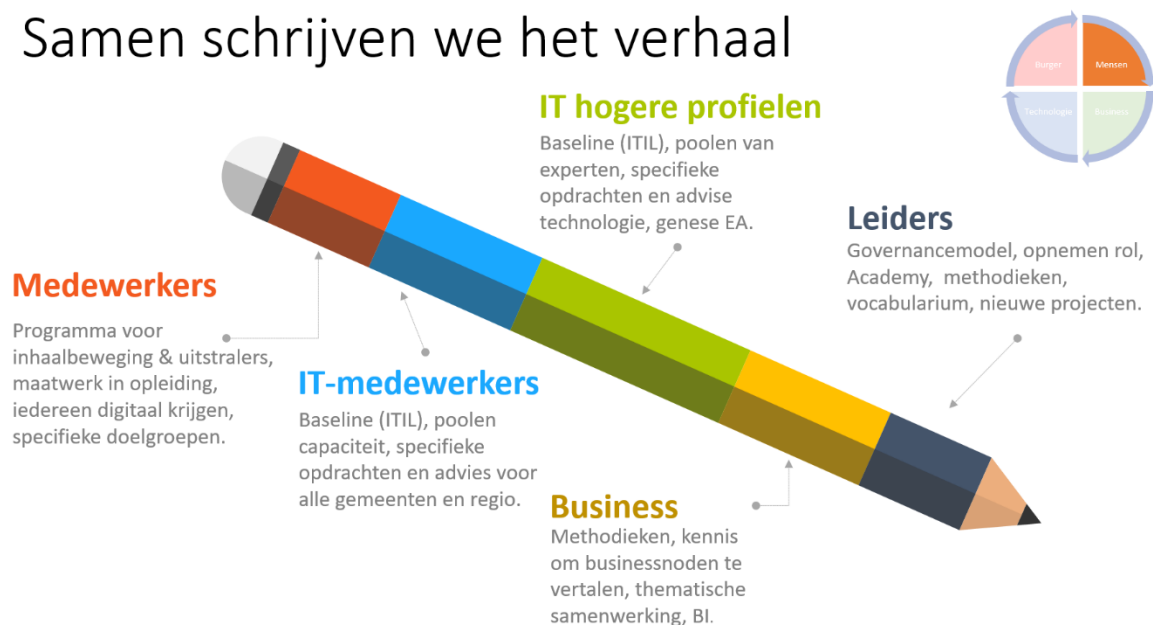 Samen schrijven we het verhaal
Burger
Mensen
Technologie
Business
IT hogere profielen
Baseline (ITIL), poolen van
experten, specifieke
opdrachten en advise
technologie, genese EA.
Leiders
Governancemodel, opnemen rol,
Academy, methodieken,
vocabularium, nieuwe projecten.
Medewerkers
Programma voor
inhaalbeweging & uitstralers,
maatwerk in opleiding,
iedereen digitaal krijgen,
specifieke doelgroepen.
IT-medewerkers
Baseline (ITIL), poolen
capaciteit, specifieke
opdrachten en advies voor
alle gemeenten en regio.
Business
Methodieken, kennis
om businessnoden te
vertalen, thematische
samenwerking, BI.